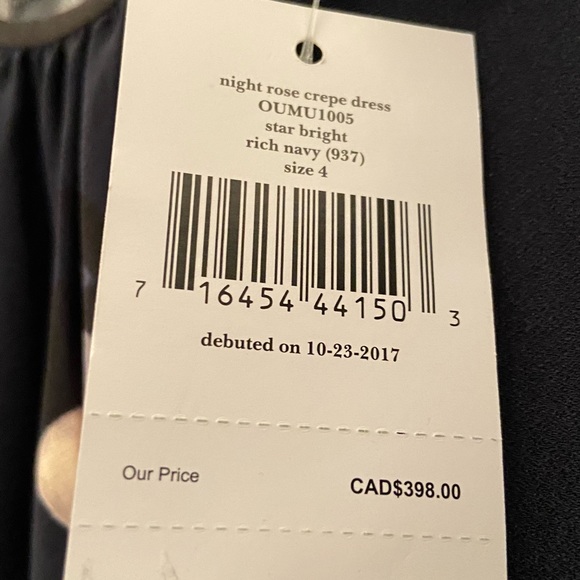 night rose crepe dress
OUMU1005
star bright
rich navy (937)
size 4
7 16454 44150 3
debuted on 10-23-2017
Our Price CAD$398.00